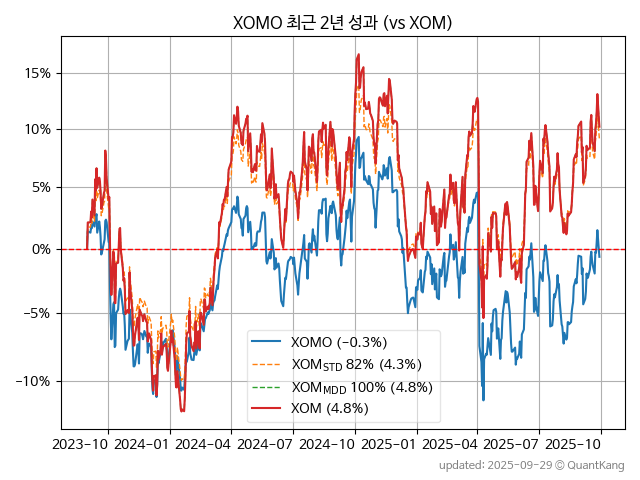 XOMO 최근 2년 성과 (vs XOM)
15%
10%
5%
0%
−5%
−10%
XOMO (−0.3%)
XOM_STD 82% (4.3%)
XOM_MDD 100% (4.8%)
XOM (4.8%)
2023-10 2024-01 2024-04 2024-07 2024-10 2025-01 2025-04 2025-07 2025-10
updated: 2025-09-29 © QuantKang